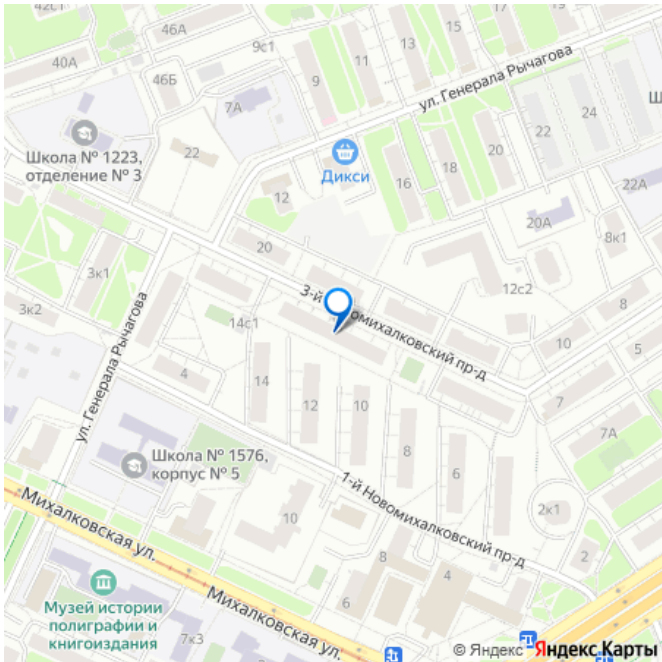 42с1
46А
9с1
13
15
17
40А
46Б
9
11
ул. Генерала Рычагова
7А
22
24
Школа № 1223,
отделение № 3
22
Дикси
20
18
16
12
22А
20А
20
8к1
3к1
12с2
3к2
14с1
8
3-й
омихалковский пр-д
10
5
ул. Генерала Рычагова
4
14
12
10
7
7А
8
6
Школа № 1576,
корпус № 5
1-й Новомихалковский пр-д
2к1
Михалковская ул.
10
2
8
4
Музей истории
полиграфии и
книгоиздания
6
7к3
Михалковская ул.
© Яндекс Яндекс Карты